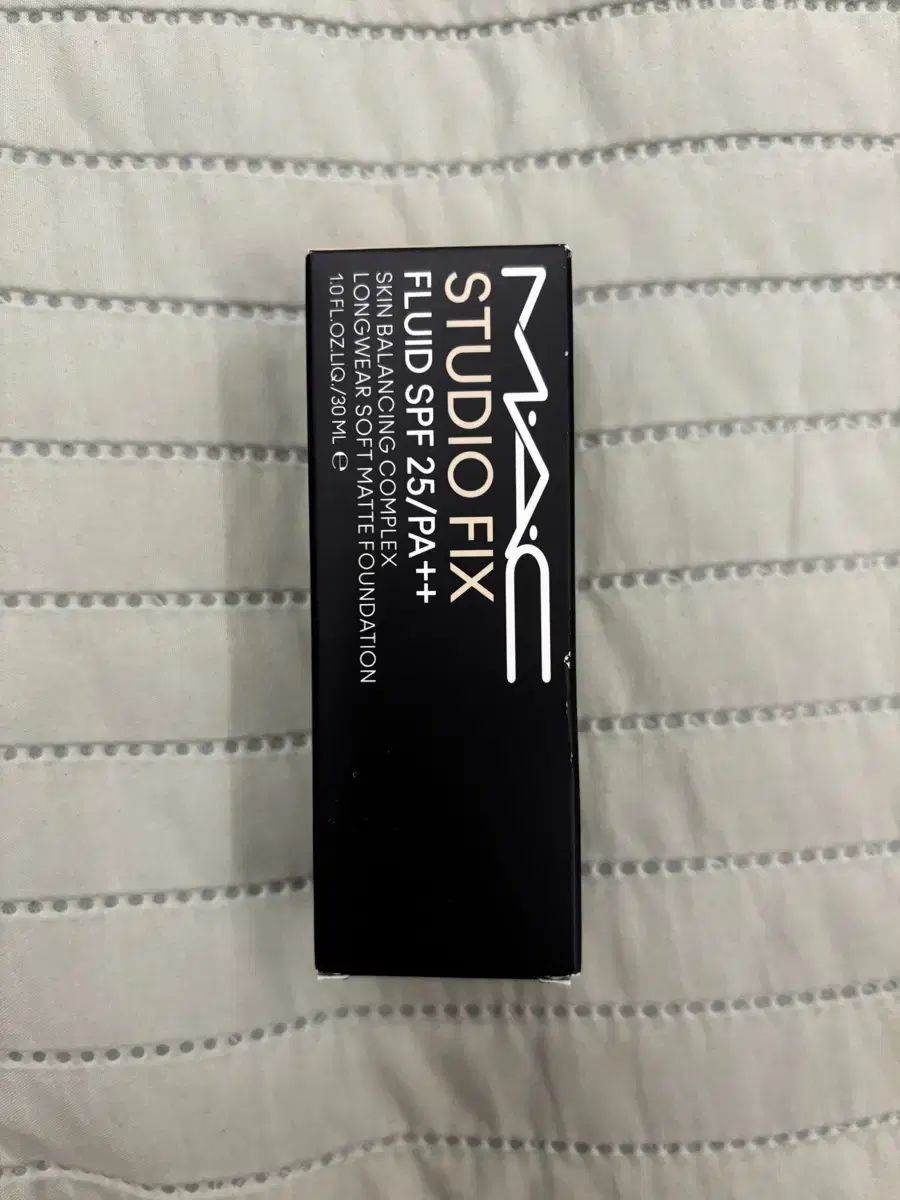 M·A·C
STUDIO FIX
FLUID SPF 25/PA++
SKIN BALANCING COMPLEX
LONGWEAR SOFT MATTE FOUNDATION
1.0 FL.OZ.LIQ./30 ML ℮